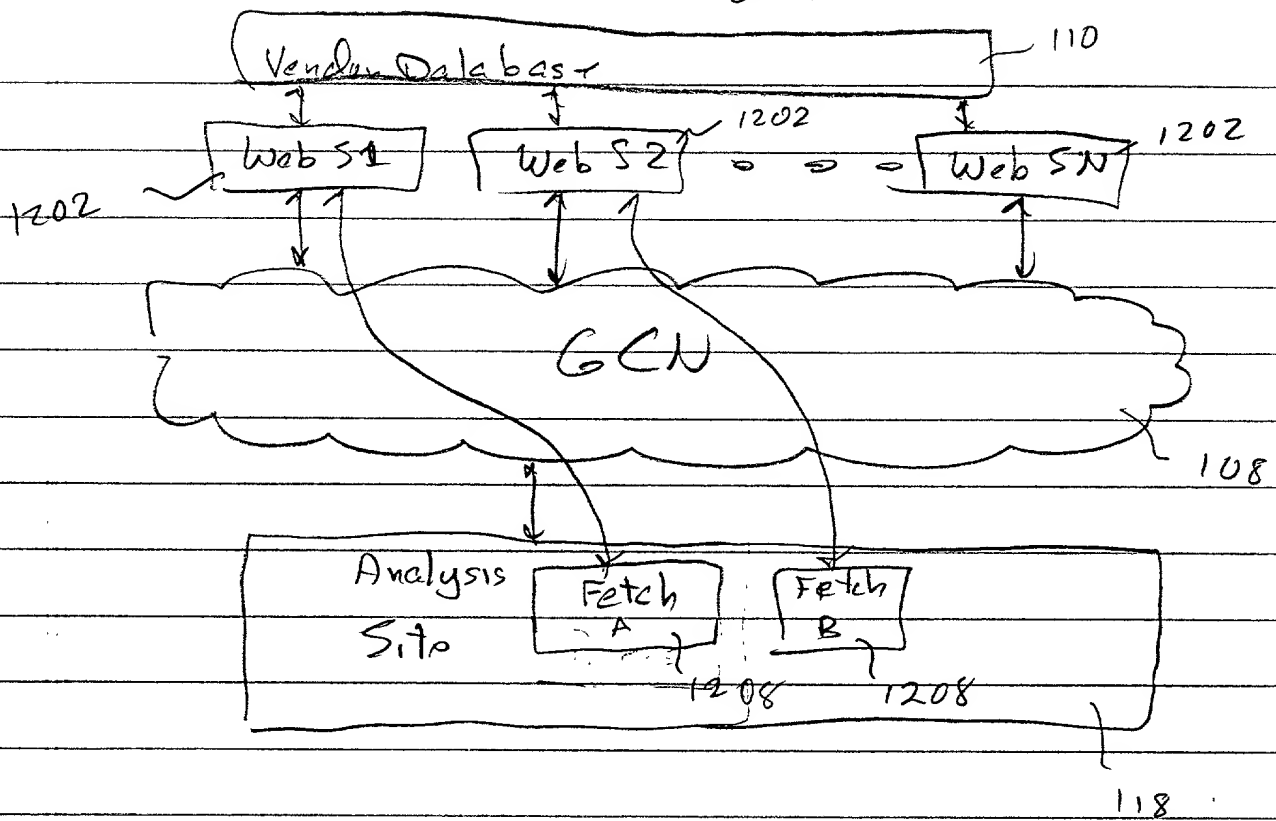 Vendor Database
110
Web S1
Web S2
1202
Web SN
1202
1202
GCN
108
Analysis
Site
Fetch
A
Fetch
B
1208
1208
118